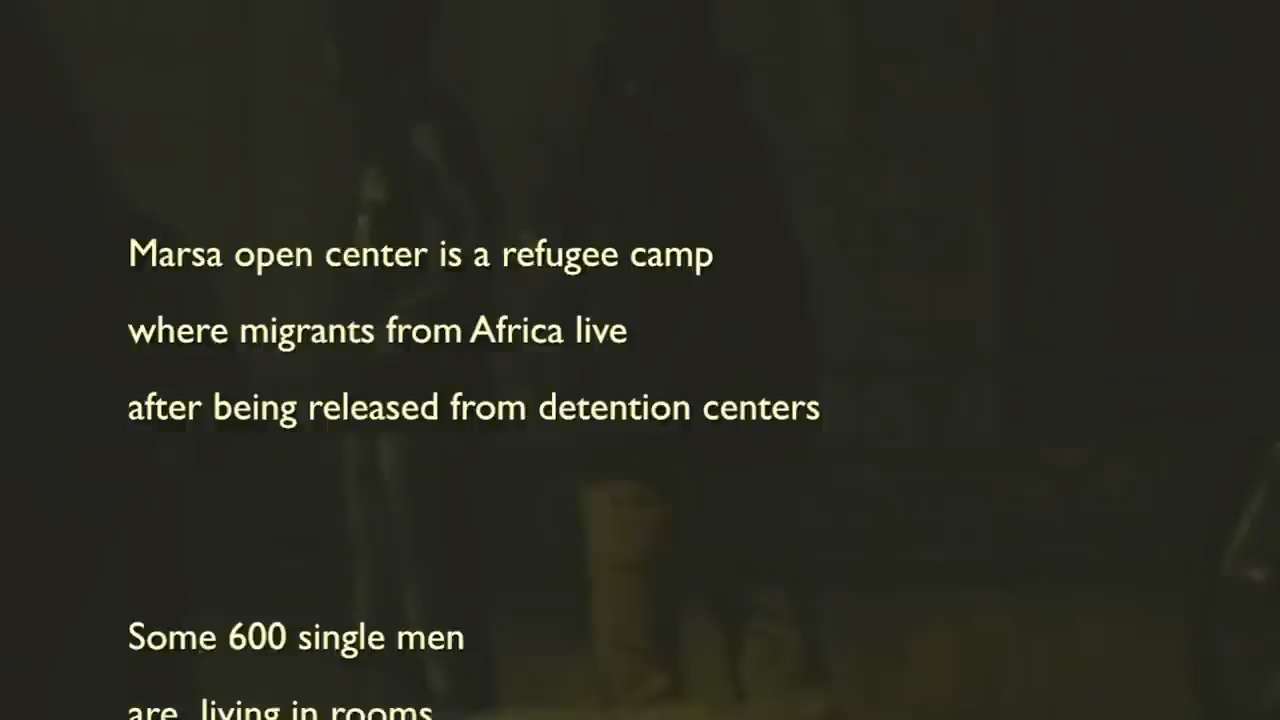 Marsa open center is a refugee camp
where migrants from Africa live
after being released from detention centers
Some 600 single men
are living in rooms